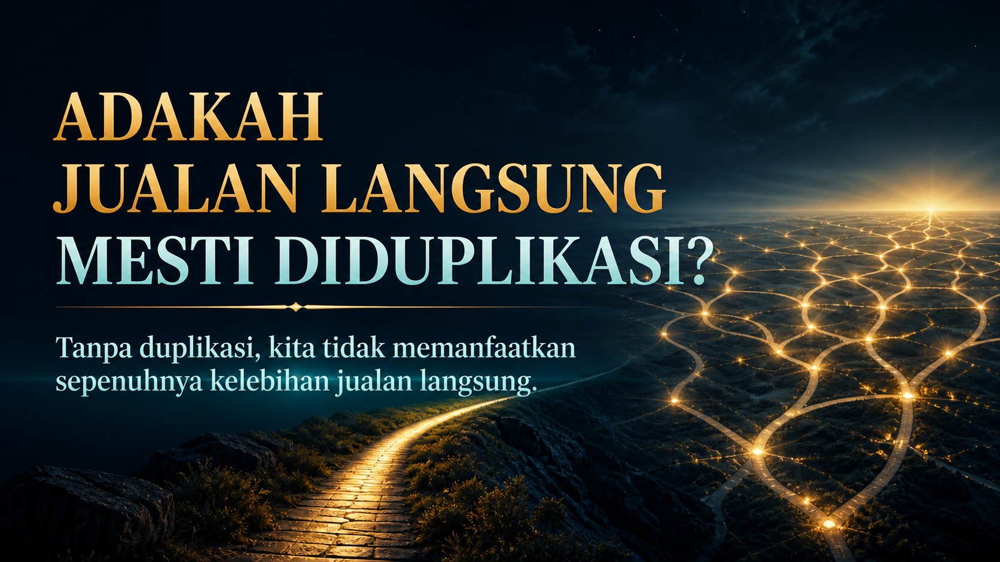 ADAKAH
JUALAN LANGSUNG
MESTI DIDUPLIKASI?
Tanpa duplikasi, kita tidak memanfaatkan
sepenuhnya kelebihan jualan langsung.